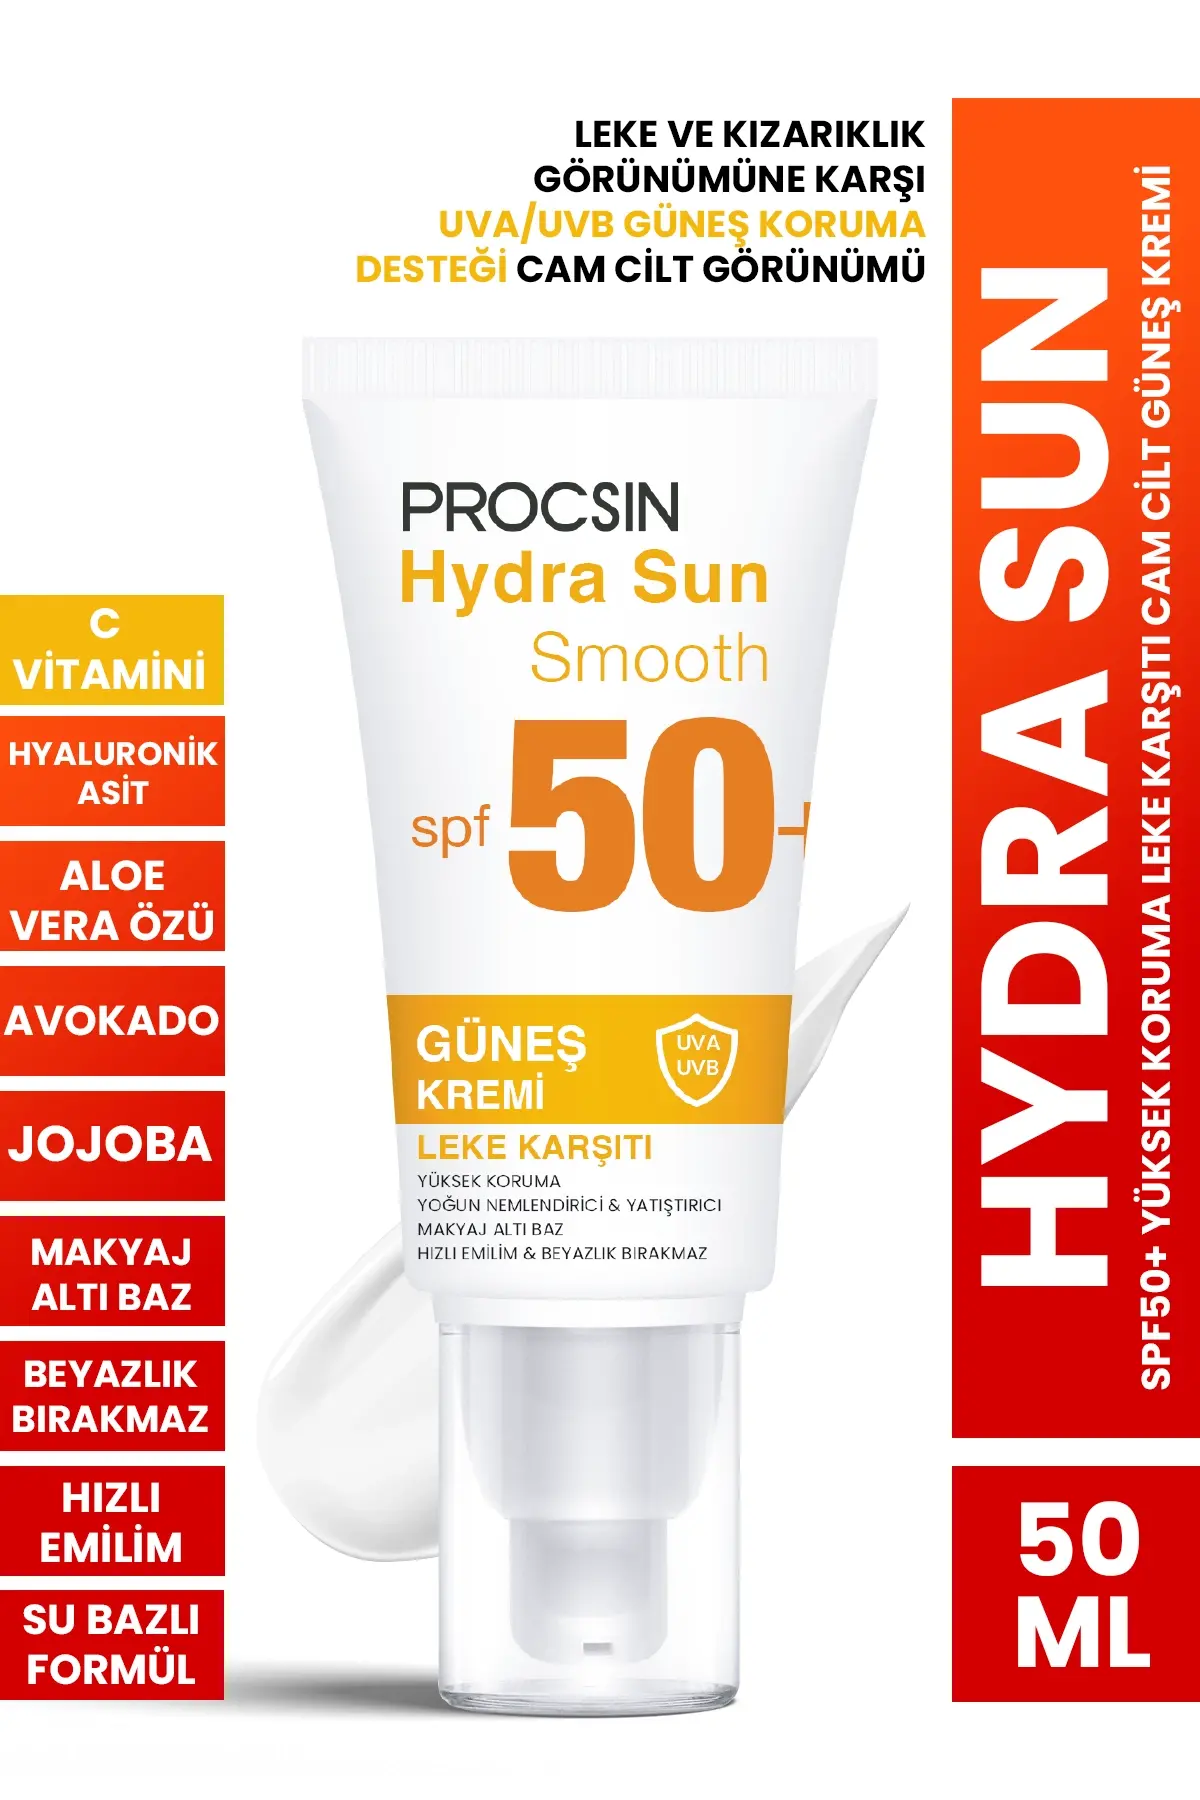 LEKE VE KIZARIKLIK
GÖRÜNÜMÜNE KARŞI
UVA/UVB GÜNEŞ KORUMA
DESTEĞİ CAM CİLT GÖRÜNÜMÜ
PROCSIN
Hydra Sun
Smooth
spf 50+
GÜNEŞ
KREMİ
UVA
UVB
LEKE KARŞITI
YÜKSEK KORUMA
YOĞUN NEMLENDİRİCİ & YATIŞTIRICI
MAKYAJ ALTI BAZ
HIZLI EMİLİM & BEYAZLIK BIRAKMAZ
C
VİTAMİNİ
HYALURONİK
ASİT
ALOE
VERA ÖZÜ
AVOKADO
JOJOBA
MAKYAJ
ALTI BAZ
BEYAZLIK
BIRAKMAZ
HIZLI
EMİLİM
SU BAZLI
FORMÜL
HYDRA SUN
SPF50+ YÜKSEK KORUMA LEKE KARŞITI CAM CİLT GÜNEŞ KREMİ
50
ML